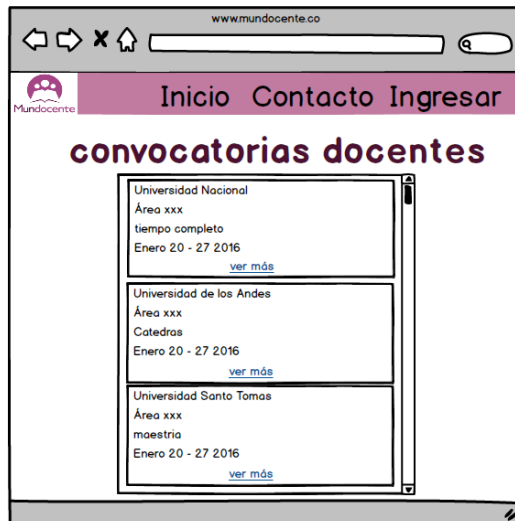 www.mundocente.co
Mundocente
Inicio Contacto Ingresar
convocatorias docentes
Universidad Nacional
Área xxx
tiempo completo
Enero 20 - 27 2016
ver más
Universidad de los Andes
Área xxx
Catedras
Enero 20 - 27 2016
ver más
Universidad Santo Tomas
Área xxx
maestria
Enero 20 - 27 2016
ver más